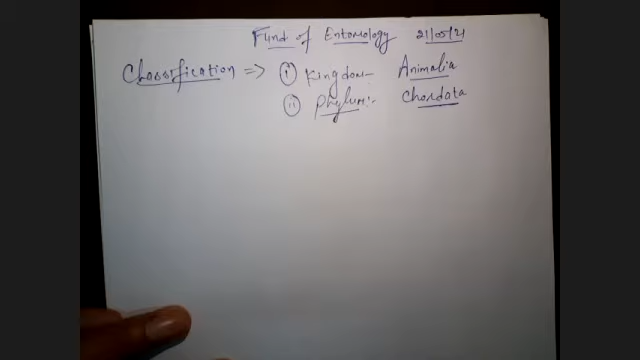 Fund of Entomology 21/05/21
Classification => (i) Kingdom- Animalia
(ii) Phylum:- Chordata